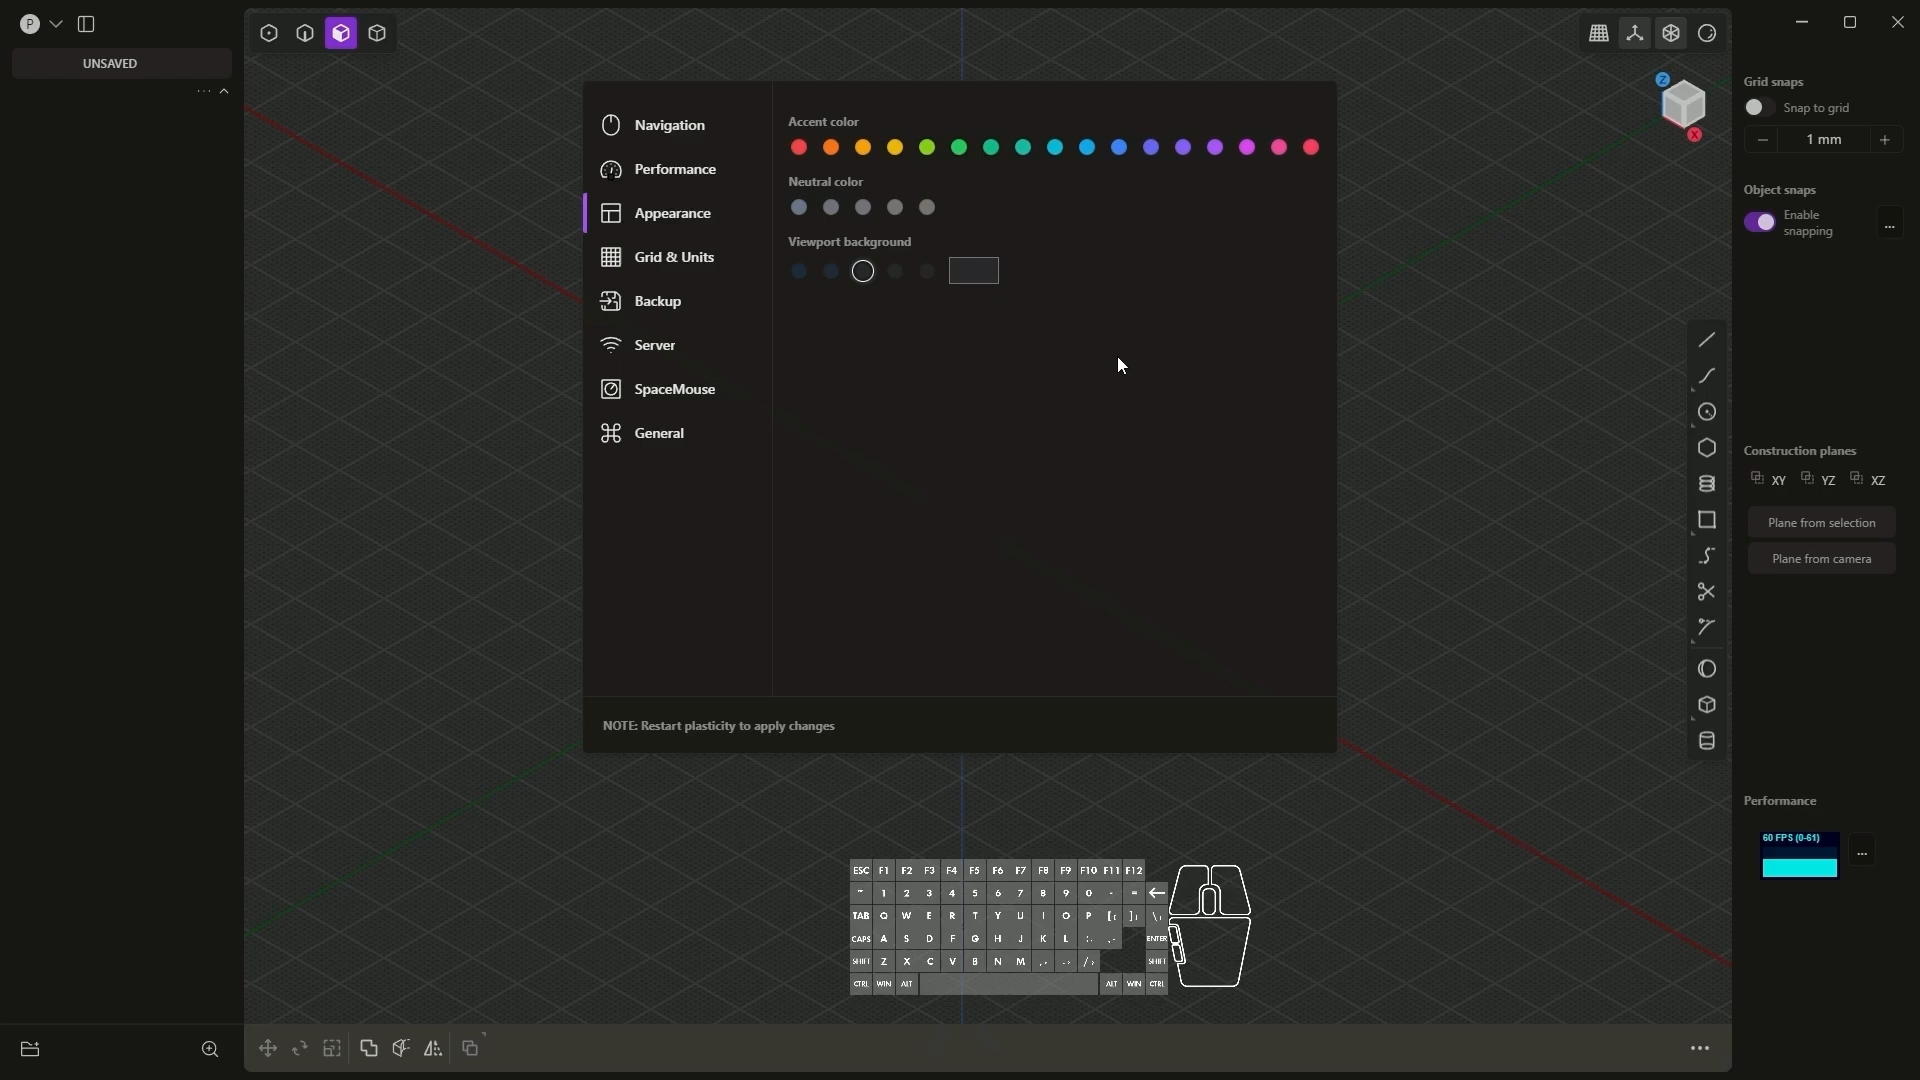 P
UNSAVED
...
Navigation
Performance
Appearance
Grid & Units
Backup
Server
SpaceMouse
General
Accent color
Neutral color
Viewport background
NOTE: Restart plasticity to apply changes
Z
X
Grid snaps
Snap to grid
1 mm
Object snaps
Enable
snapping
...
Construction planes
XY YZ XZ
Plane from selection
Plane from camera
Performance
60 FPS (0-61)
...
ESC F1 F2 F3 F4 F5 F6 F7 F8 F9 F10 F11 F12
~ 1 2 3 4 5 6 7 8 9 0 - =
TAB Q W E R T Y U I O P
CAPS A S D F G H J K L ENTER
SHIFT Z X C V B N M SHIFT
CTRL WIN ALT ALT WIN CTRL